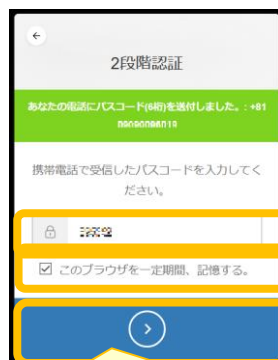 2段階認証
あなたの電話にパスコード(6桁)を送付しました。: +81
携帯電話で受信したパスコードを入力してく
ださい。
このブラウザを一定期間、記憶する。